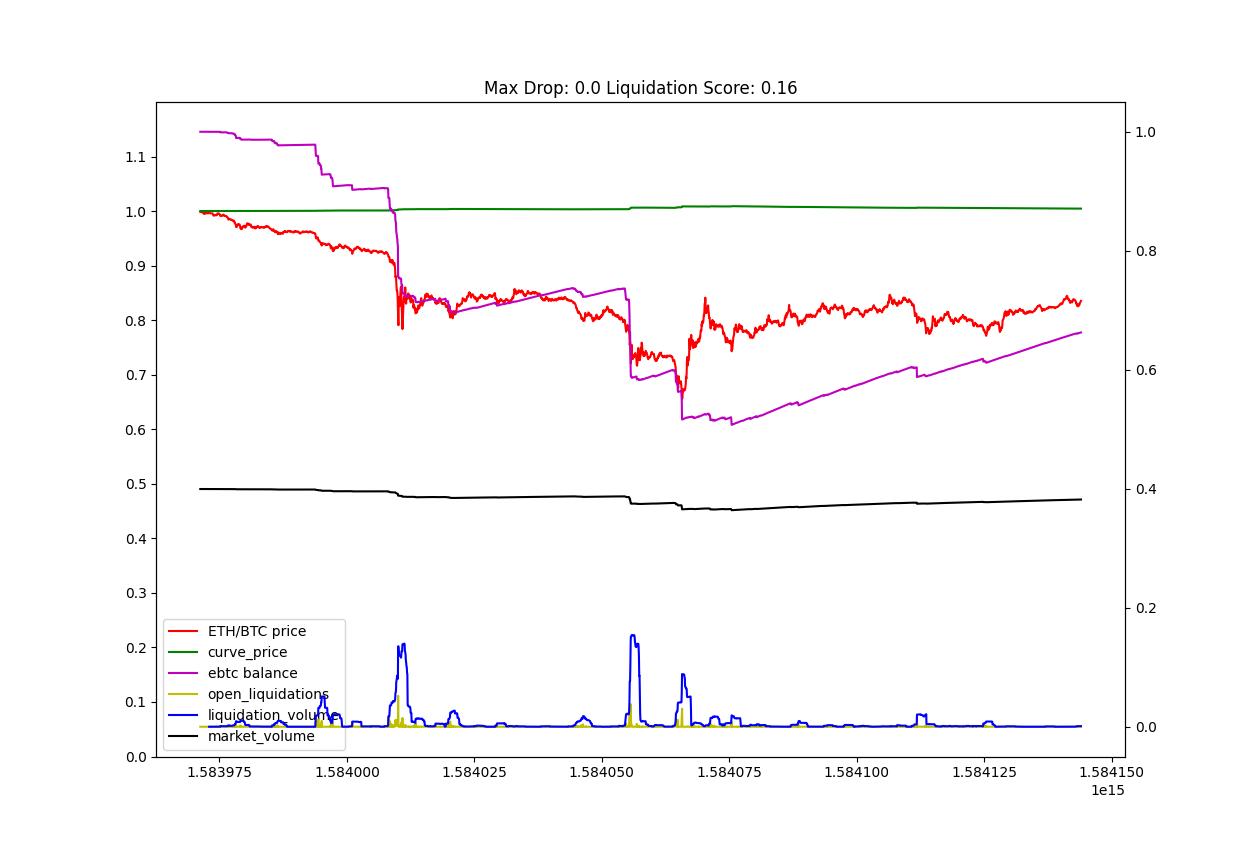 Max Drop: 0.0 Liquidation Score: 0.16
1.1
1.0
0.9
0.8
0.7
0.6
0.5
0.4
0.3
0.2
0.1
0.0
1.0
0.8
0.6
0.4
0.2
0.0
ETH/BTC price
curve_price
ebtc balance
open_liquidations
liquidation_volume
market_volume
1.583975 1.584000 1.584025 1.584050 1.584075 1.584100 1.584125 1.584150
1e15